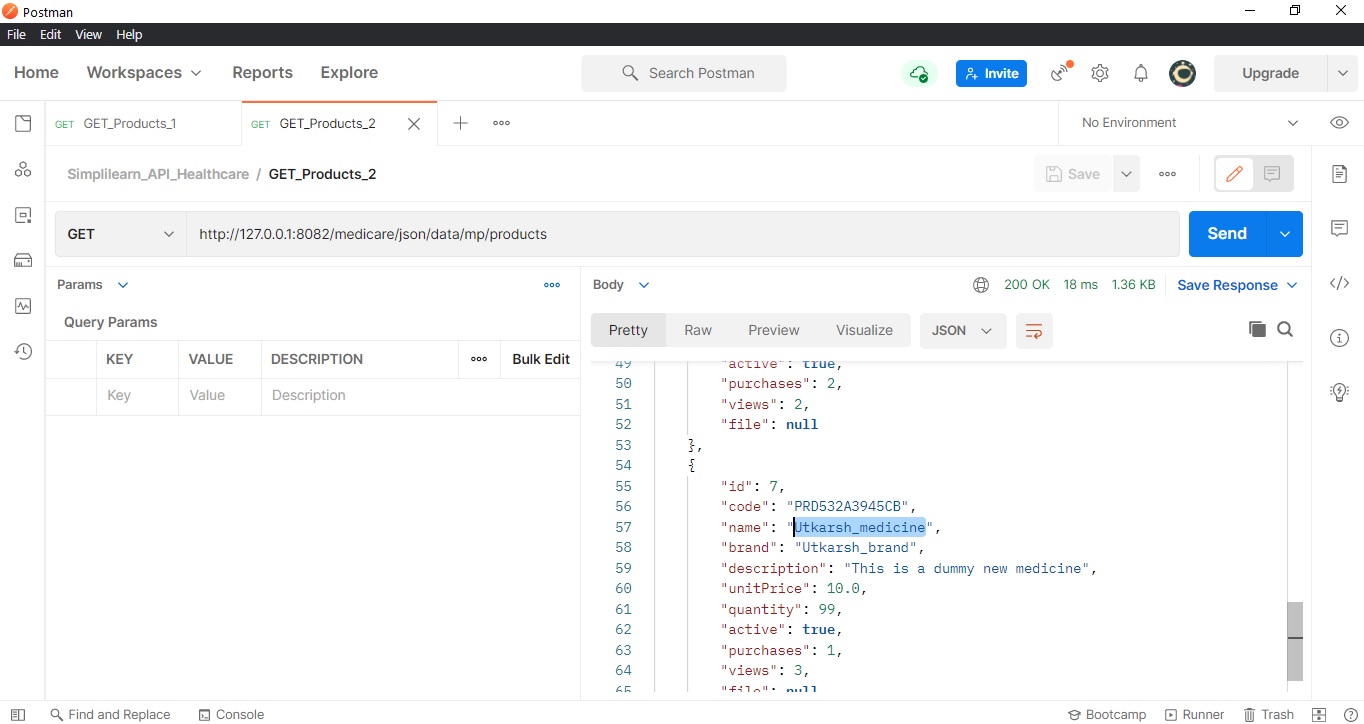 Postman
File Edit View Help
Home Workspaces Reports Explore Search Postman Invite Upgrade
GET GET_Products_1 GET GET_Products_2 No Environment
Simplilearn_API_Healthcare / GET_Products_2 Save
GET http://127.0.0.1:8082/medicare/json/data/mp/products Send
Params Body 200 OK 18 ms 1.36 KB Save Response
Query Params Pretty Raw Preview Visualize JSON
KEY VALUE DESCRIPTION Bulk Edit
Key Value Description
49 "active": true,
50 "purchases": 2,
51 "views": 2,
52 "file": null
53 },
54 {
55 "id": 7,
56 "code": "PRD532A3945CB",
57 "name": "Utkarsh_medicine",
58 "brand": "Utkarsh_brand",
59 "description": "This is a dummy new medicine",
60 "unitPrice": 10.0,
61 "quantity": 99,
62 "active": true,
63 "purchases": 1,
64 "views": 3,
65 "file": null
Find and Replace Console Bootcamp Runner Trash